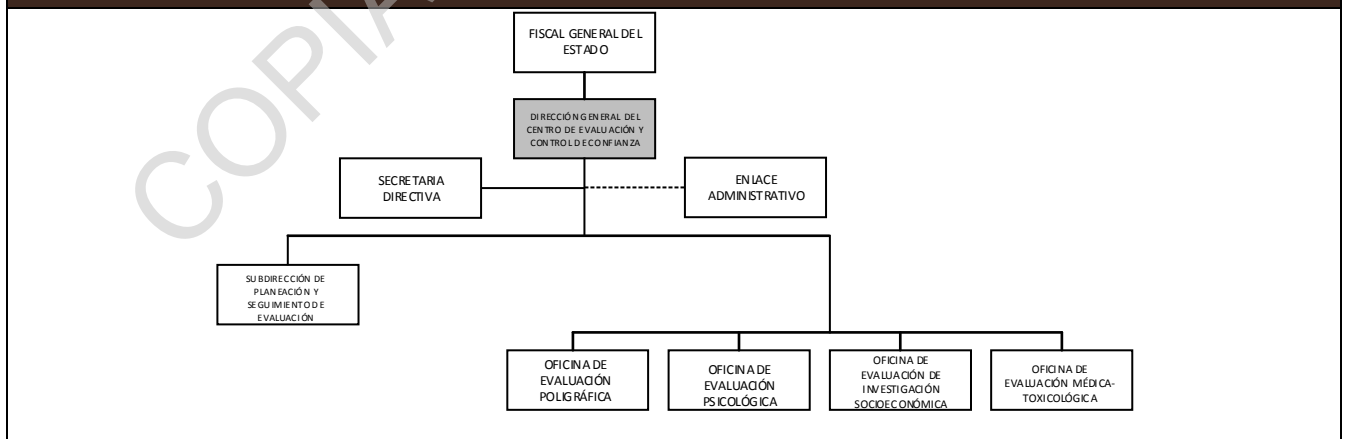 FISCAL GENERAL DEL
ESTADO
DIRECCIÓN GENERAL DEL
CENTRO DE EVALUACIÓN Y
CONTROL DE CONFIANZA
SECRETARIA
DIRECTIVA
ENLACE
ADMINISTRATIVO
SUBDIRECCIÓN DE
PLANEACIÓN Y
SEGUIMIENTO DE
EVALUACIÓN
OFICINA DE
EVALUACIÓN
POLIGRÁFICA
OFICINA DE
EVALUACIÓN
PSICOLÓGICA
OFICINA DE
EVALUACIÓN DE
INVESTIGACIÓN
SOCIOECONÓMICA
OFICINA DE
EVALUACIÓN MÉDICA-
TOXICOLÓGICA